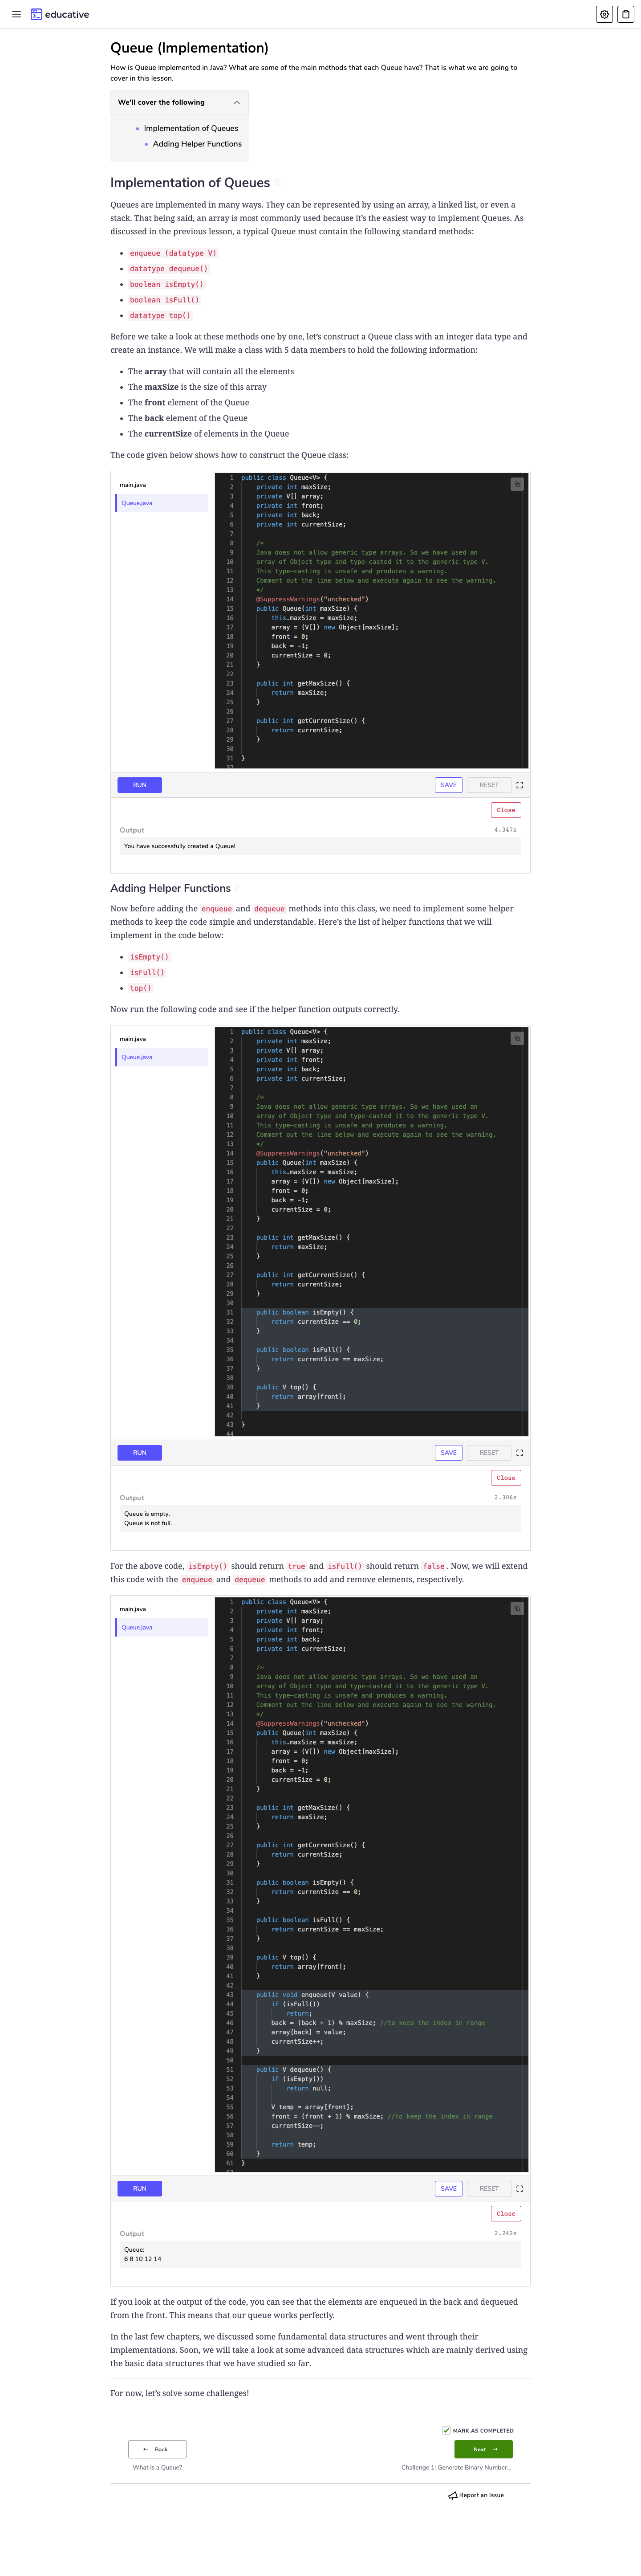 educative
Queue (Implementation)
How is Queue implemented in Java? What are some of the main methods that each Queue have? That is what we are going to
cover in this lesson.
We'll cover the following
Implementation of Queues
Adding Helper Functions
Implementation of Queues
Queues are implemented in many ways. They can be represented by using an array, a linked list, or even a
stack. That being said, an array is most commonly used because it's the easiest way to implement Queues. As
discussed in the previous lesson, a typical Queue must contain the following standard methods:
enqueue (datatype V)
datatype dequeue()
boolean isEmpty()
boolean isFull()
datatype top()
Before we take a look at these methods one by one, let's construct a Queue class with an integer data type and
create an instance. We will make a class with 5 data members to hold the following information:
The array that will contain all the elements
The maxSize is the size of this array
The front element of the Queue
The back element of the Queue
The currentSize of elements in the Queue
The code given below shows how to construct the Queue class:
main.java
Queue.java
1 public class Queue<V> {
2 private int maxSize;
3 private V[] array;
4 private int front;
5 private int back;
6 private int currentSize;
7
8 /*
9 Java does not allow generic type arrays. So we have used an
10 array of Object type and type-casted it to the generic type V.
11 This type-casting is unsafe and produces a warning.
12 Comment out the line below and execute again to see the warning.
13 */
14 @SuppressWarnings("unchecked")
15 public Queue(int maxSize) {
16 this.maxSize = maxSize;
17 array = (V[]) new Object[maxSize];
18 front = 0;
19 back = -1;
20 currentSize = 0;
21 }
22
23 public int getMaxSize() {
24 return maxSize;
25 }
26
27 public int getCurrentSize() {
28 return currentSize;
29 }
30
31 }
32
RUN
SAVE
RESET
Close
Output
4.347s
You have successfully created a Queue!
Adding Helper Functions
Now before adding the enqueue and dequeue methods into this class, we need to implement some helper
methods to keep the code simple and understandable. Here's the list of helper functions that we will
implement in the code below:
isEmpty()
isFull()
top()
Now run the following code and see if the helper function outputs correctly.
main.java
Queue.java
1 public class Queue<V> {
2 private int maxSize;
3 private V[] array;
4 private int front;
5 private int back;
6 private int currentSize;
7
8 /*
9 Java does not allow generic type arrays. So we have used an
10 array of Object type and type-casted it to the generic type V.
11 This type-casting is unsafe and produces a warning.
12 Comment out the line below and execute again to see the warning.
13 */
14 @SuppressWarnings("unchecked")
15 public Queue(int maxSize) {
16 this.maxSize = maxSize;
17 array = (V[]) new Object[maxSize];
18 front = 0;
19 back = -1;
20 currentSize = 0;
21 }
22
23 public int getMaxSize() {
24 return maxSize;
25 }
26
27 public int getCurrentSize() {
28 return currentSize;
29 }
30
31 public boolean isEmpty() {
32 return currentSize == 0;
33 }
34
35 public boolean isFull() {
36 return currentSize == maxSize;
37 }
38
39 public V top() {
40 return array[front];
41 }
42
43 }
44
RUN
SAVE
RESET
Close
Output
2.306s
Queue is empty.
Queue is not full.
For the above code, isEmpty() should return true and isFull() should return false. Now, we will extend
this code with the enqueue and dequeue methods to add and remove elements, respectively.
main.java
Queue.java
1 public class Queue<V> {
2 private int maxSize;
3 private V[] array;
4 private int front;
5 private int back;
6 private int currentSize;
7
8 /*
9 Java does not allow generic type arrays. So we have used an
10 array of Object type and type-casted it to the generic type V.
11 This type-casting is unsafe and produces a warning.
12 Comment out the line below and execute again to see the warning.
13 */
14 @SuppressWarnings("unchecked")
15 public Queue(int maxSize) {
16 this.maxSize = maxSize;
17 array = (V[]) new Object[maxSize];
18 front = 0;
19 back = -1;
20 currentSize = 0;
21 }
22
23 public int getMaxSize() {
24 return maxSize;
25 }
26
27 public int getCurrentSize() {
28 return currentSize;
29 }
30
31 public boolean isEmpty() {
32 return currentSize == 0;
33 }
34
35 public boolean isFull() {
36 return currentSize == maxSize;
37 }
38
39 public V top() {
40 return array[front];
41 }
42
43 public void enqueue(V value) {
44 if (isFull())
45 return;
46 back = (back + 1) % maxSize; //to keep the index in range
47 array[back] = value;
48 currentSize++;
49 }
50
51 public V dequeue() {
52 if (isEmpty())
53 return null;
54
55 V temp = array[front];
56 front = (front + 1) % maxSize; //to keep the index in range
57 currentSize--;
58
59 return temp;
60 }
61 }
RUN
SAVE
RESET
Close
Output
2.242s
Queue:
6 8 10 12 14
If you look at the output of the code, you can see that the elements are enqueued in the back and dequeued
from the front. This means that our queue works perfectly.
In the last few chapters, we discussed some fundamental data structures and went through their
implementations. Soon, we will take a look at some advanced data structures which are mainly derived using
the basic data structures that we have studied so far.
For now, let's solve some challenges!
MARK AS COMPLETED
← Back
Next →
What is a Queue?
Challenge 1: Generate Binary Number...
Report an Issue